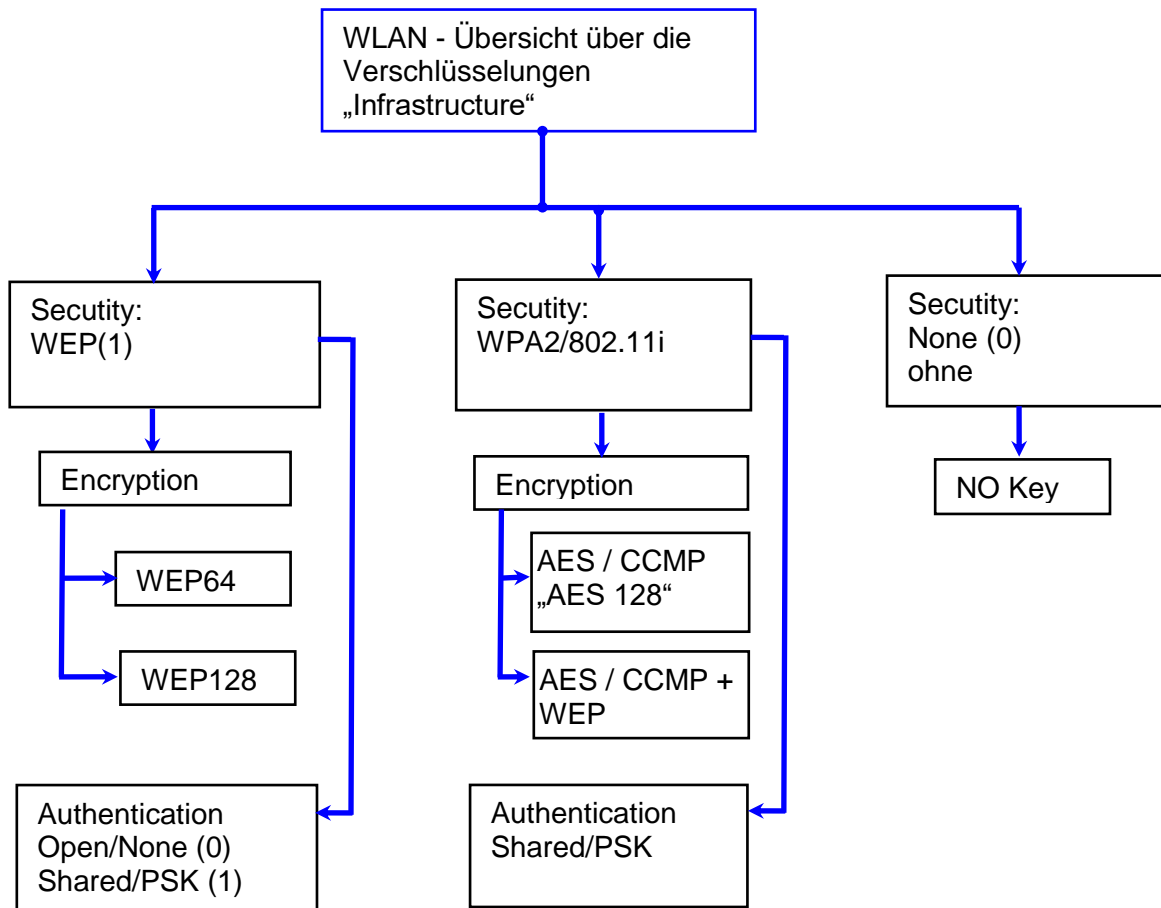 WLAN - Übersicht über die
Verschlüsselungen
„Infrastructure“
Secutity:
WEP(1)
Secutity:
WPA2/802.11i
Secutity:
None (0)
ohne
Encryption
Encryption
NO Key
WEP64
WEP128
AES / CCMP
„AES 128“
AES / CCMP +
WEP
Authentication
Open/None (0)
Shared/PSK (1)
Authentication
Shared/PSK